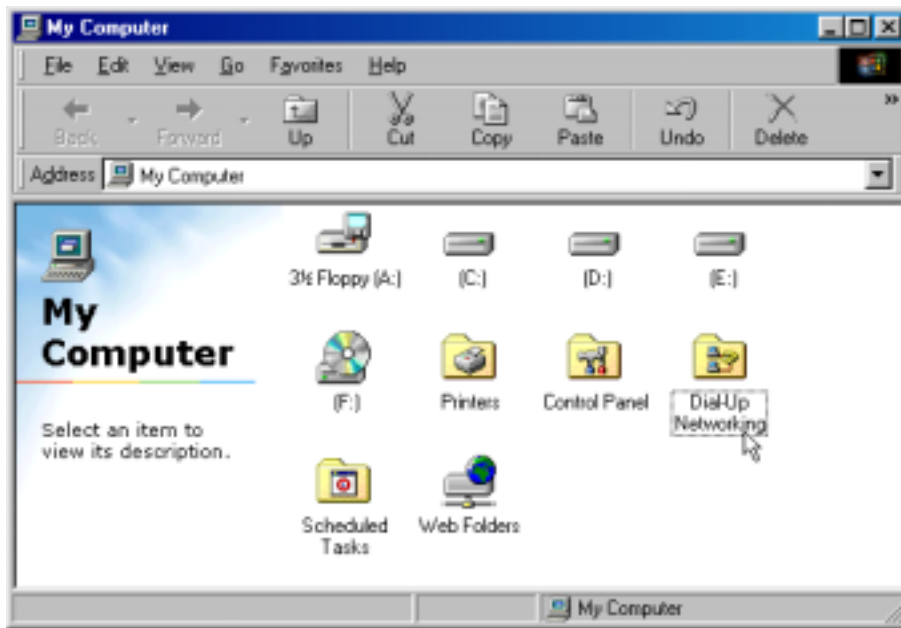 My Computer
File Edit View Go Favorites Help
Back Forward Up Cut Copy Paste Undo Delete »
Address My Computer
My
Computer
Select an item to
view its description.
3½ Floppy (A:) (C:) (D:) (E:)
(F:) Printers Control Panel Dial-Up
Networking
Scheduled Web Folders
Tasks
My Computer